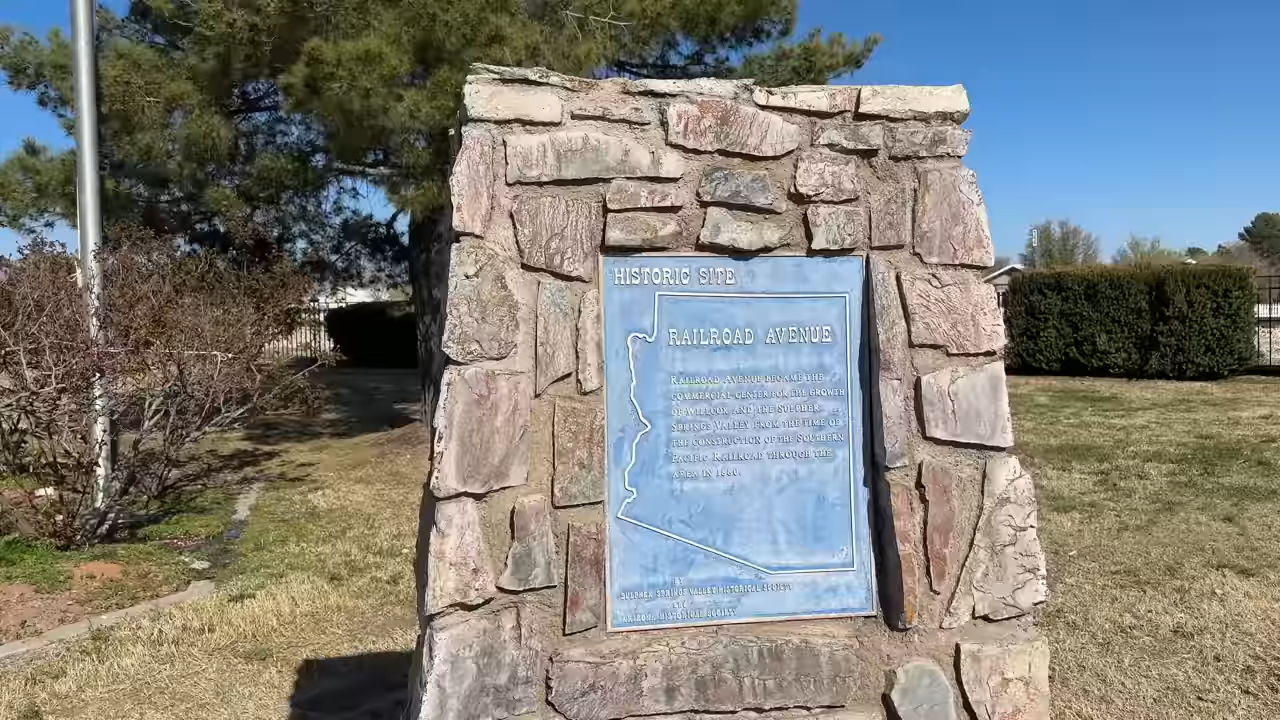 HISTORIC SITE
RAILROAD AVENUE
RAILROAD AVENUE BECAME THE
COMMERCIAL CENTER FOR THE GROWTH
OF WILLCOX AND THE SULPHER
SPRINGS VALLEY FROM THE TIME OF
THE CONSTRUCTION OF THE SOUTHERN
PACIFIC RAILROAD THROUGH THE
AREA IN 1880.
BY
SULPHER SPRINGS VALLEY HISTORICAL SOCIETY
AND
ARIZONA HISTORICAL SOCIETY